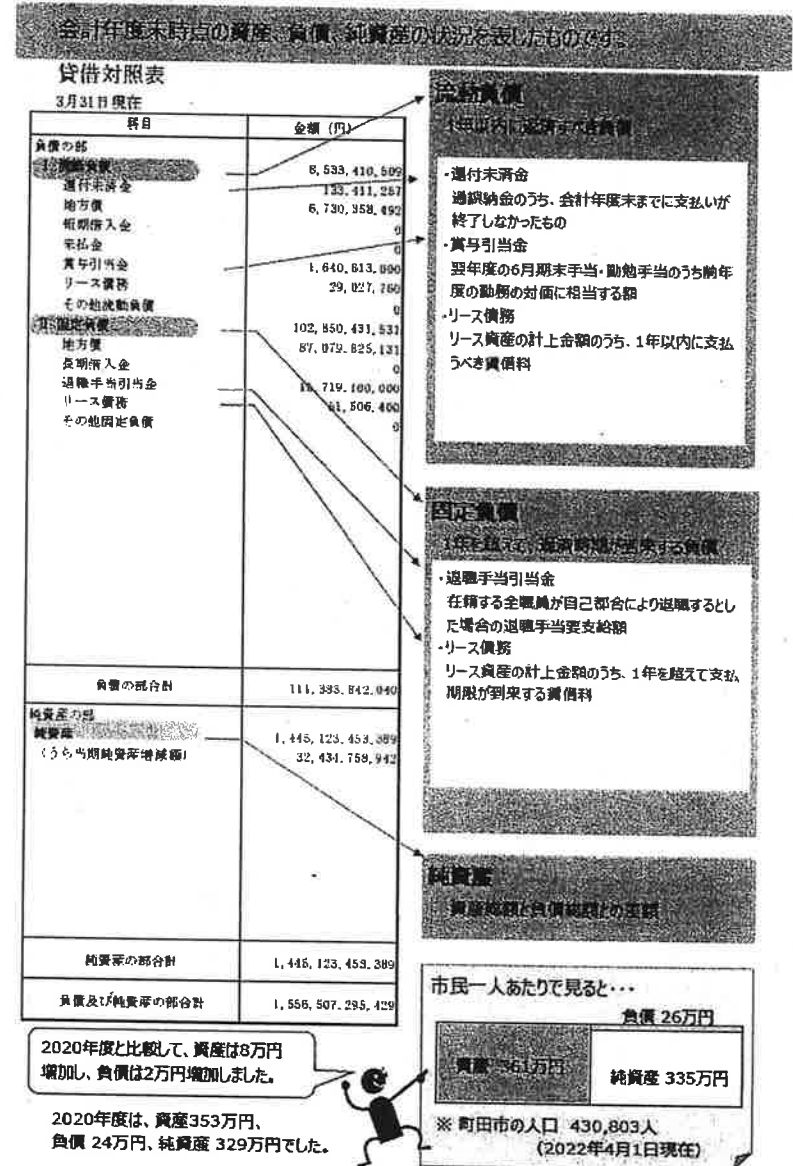 会計年度末時点の資産、負債、純資産の状況を表したものです。
貸借対照表
3月31日現在
科目 金額（円）
負債の部
Ⅰ 流動負債 8,533,410,509
還付未済金 133,411,257
地方債 6,730,358,492
短期借入金 0
未払金 0
賞与引当金 1,640,613,000
リース債務 29,027,760
その他流動負債 0
Ⅱ 固定負債 102,850,431,531
地方債 87,079,825,131
長期借入金 0
退職手当引当金 15,719,100,000
リース債務 51,506,400
その他固定負債 0
負債の部合計 111,383,842,040
純資産の部
純資産 1,445,123,453,389
（うち当期純資産増減額） 32,434,758,942
純資産の部合計 1,445,123,453,389
負債及び純資産の部合計 1,556,507,295,429
流動負債
1年以内に返済すべき負債
・還付未済金
過誤納金のうち、会計年度末までに支払いが
終了しなかったもの
・賞与引当金
翌年度の6月期末手当・勤勉手当のうち前年
度の勤務の対価に相当する額
・リース債務
リース資産の計上金額のうち、1年以内に支払
うべき賃借料
固定負債
1年を超えて、返済時期が到来する負債
・退職手当引当金
在籍する全職員が自己都合により退職するとし
た場合の退職手当要支給額
・リース債務
リース資産の計上金額のうち、1年を超えて支払
期限が到来する賃借料
純資産
資産総額と負債総額との差額
市民一人あたりで見ると・・・
負債 26万円
資産 361万円
純資産 335万円
※ 町田市の人口 430,803人
（2022年4月1日現在）
2020年度と比較して、資産は8万円
増加し、負債は2万円増加しました。
2020年度は、資産353万円、
負債 24万円、純資産 329万円でした。